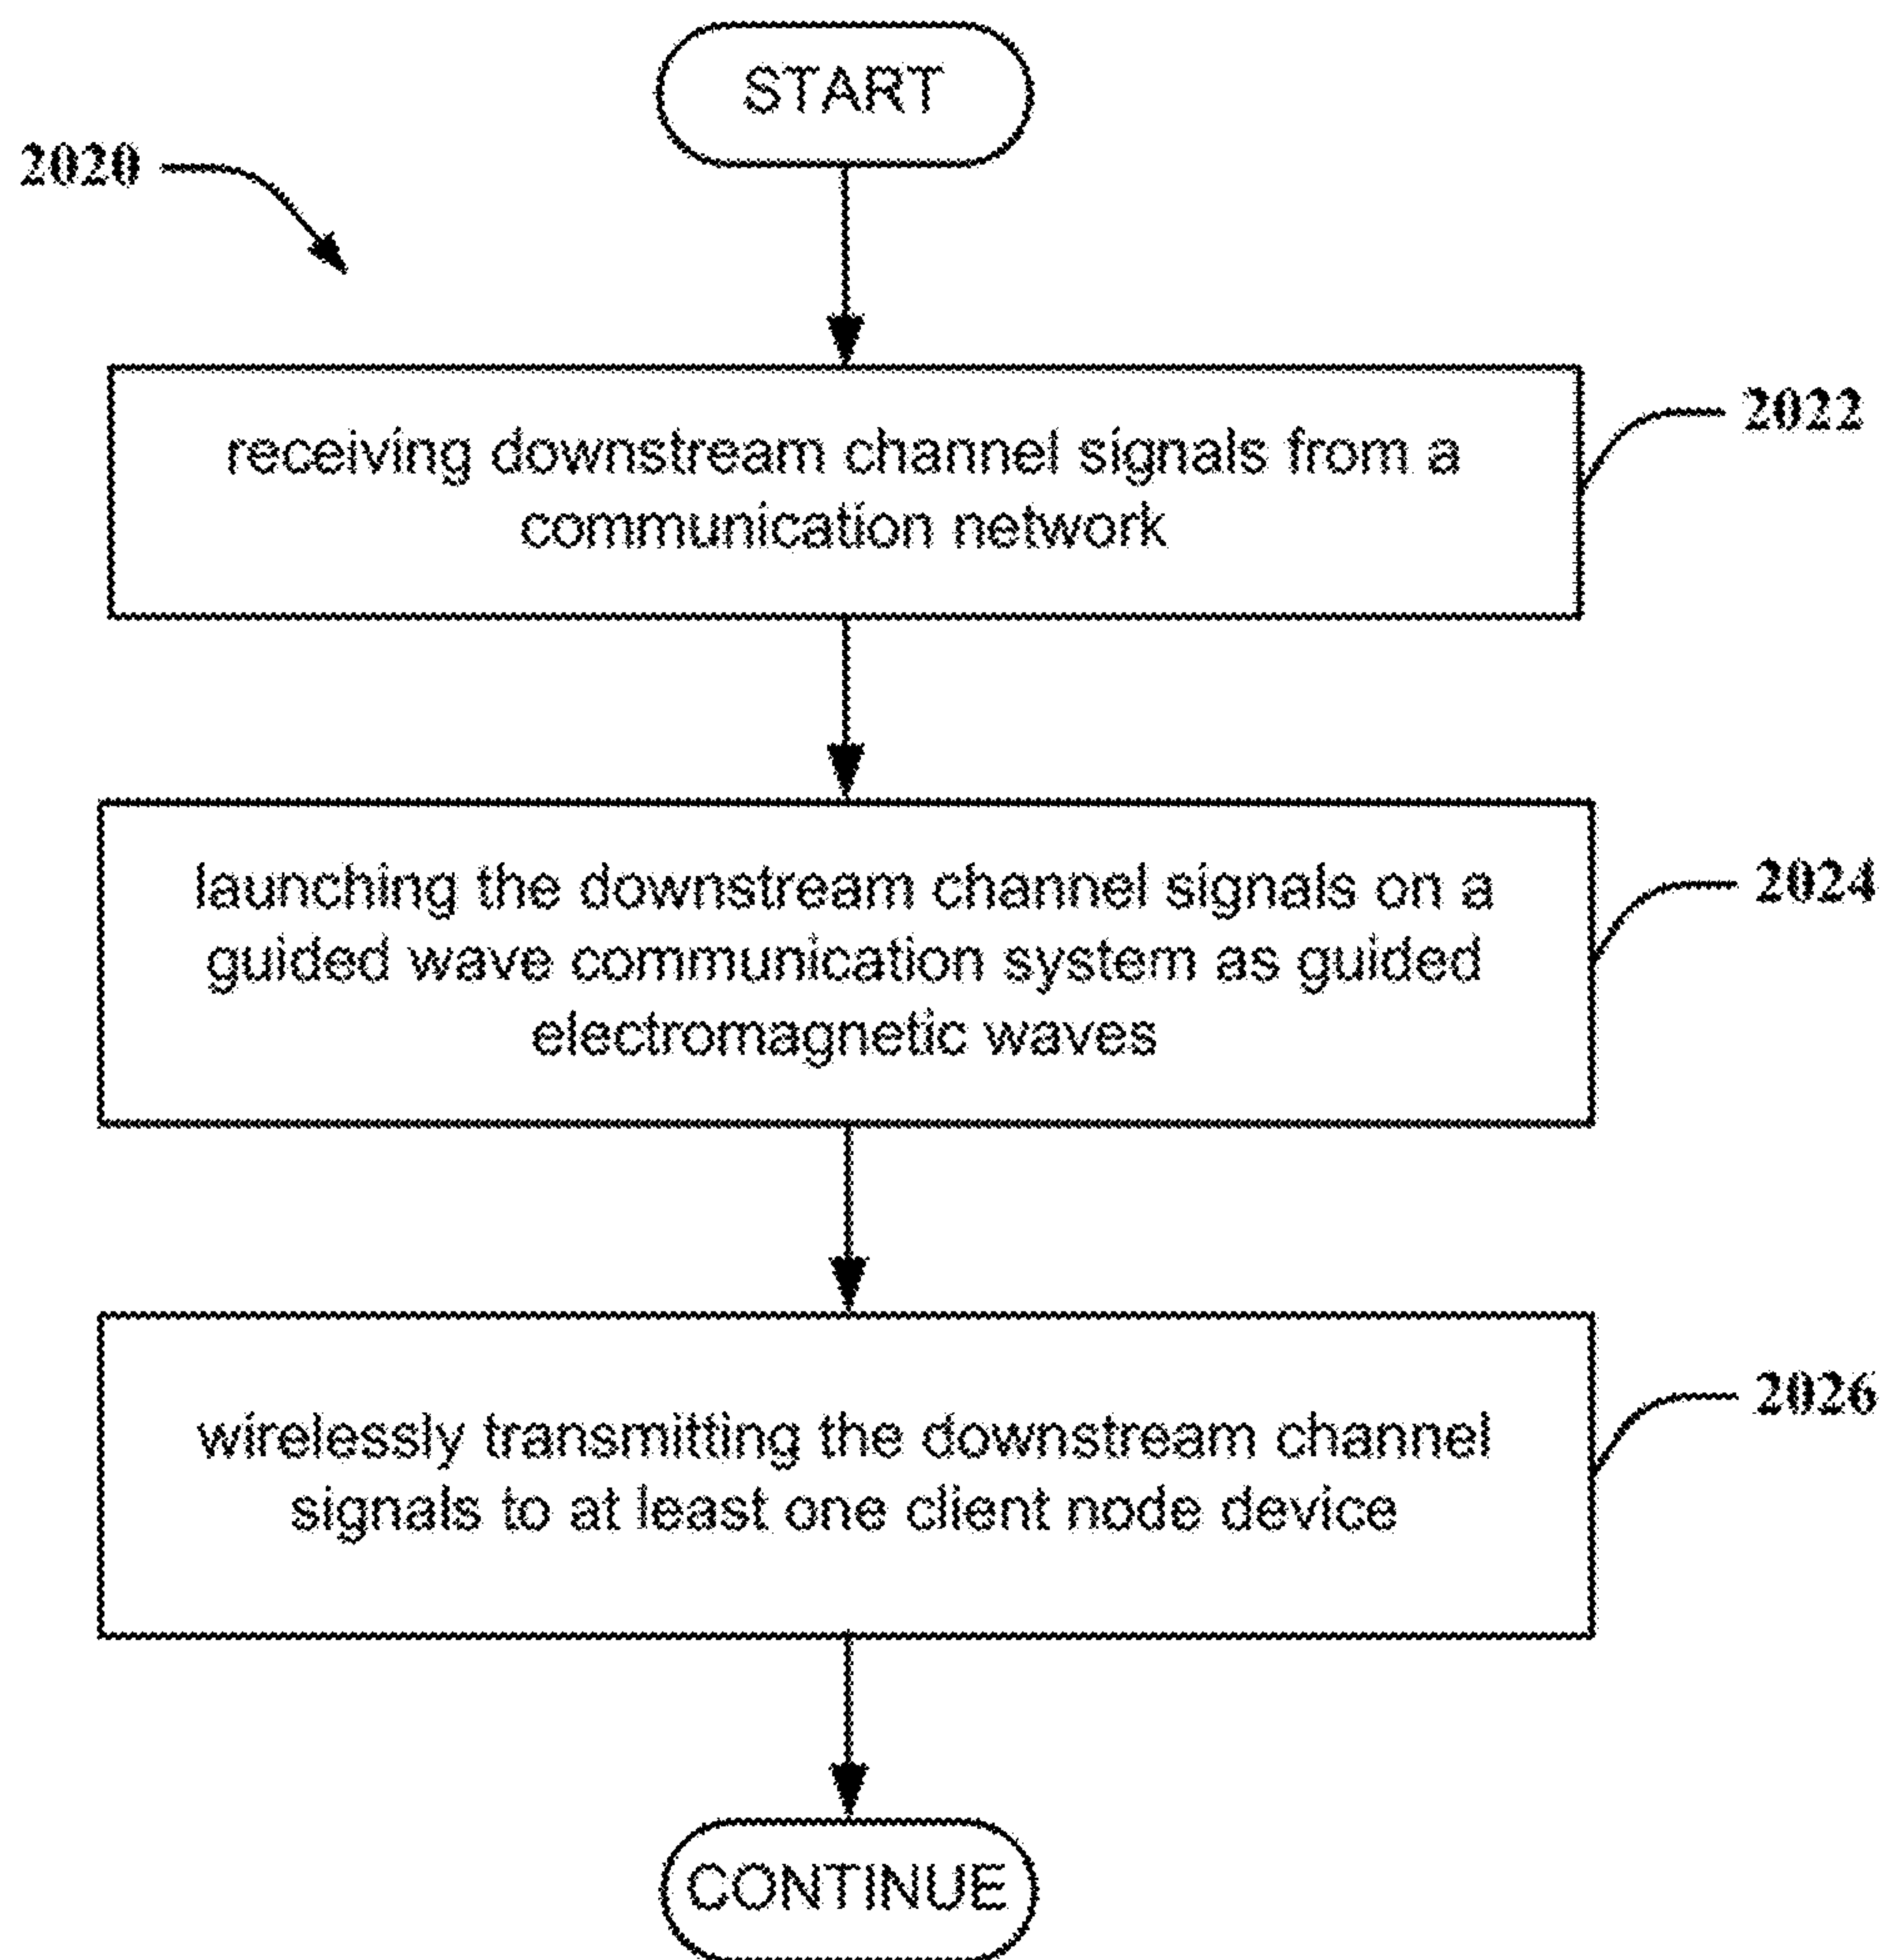 START
2020
receiving downstream channel signals from a
communication network
2022
launching the downstream channel signals on a
guided wave communication system as guided
electromagnetic waves
2024
wirelessly transmitting the downstream channel
signals to at least one client node device
2026
CONTINUE